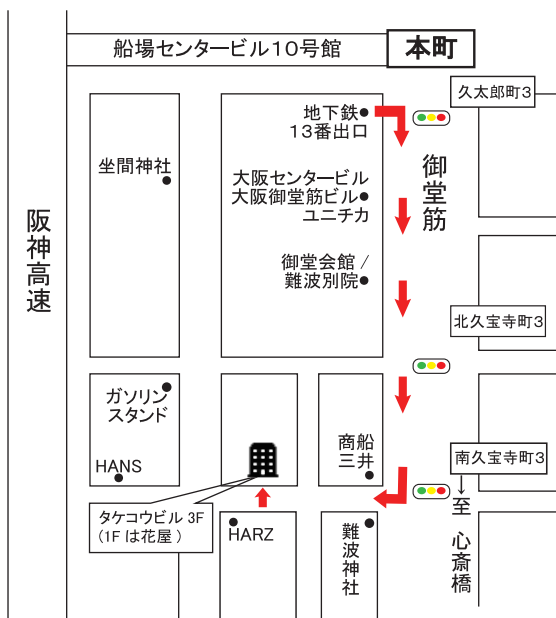 船場センタービル10号館
本町
久太郎町3
地下鉄
13番出口
坐間神社
大阪センタービル
大阪御堂筋ビル
ユニチカ
御堂筋
阪神高速
御堂会館 /
難波別院
北久宝寺町3
ガソリン
スタンド
商船
三井
南久宝寺町3
HANS
タケコウビル 3F
(1F は花屋 )
HARZ
難波神社
↓至 心斎橋